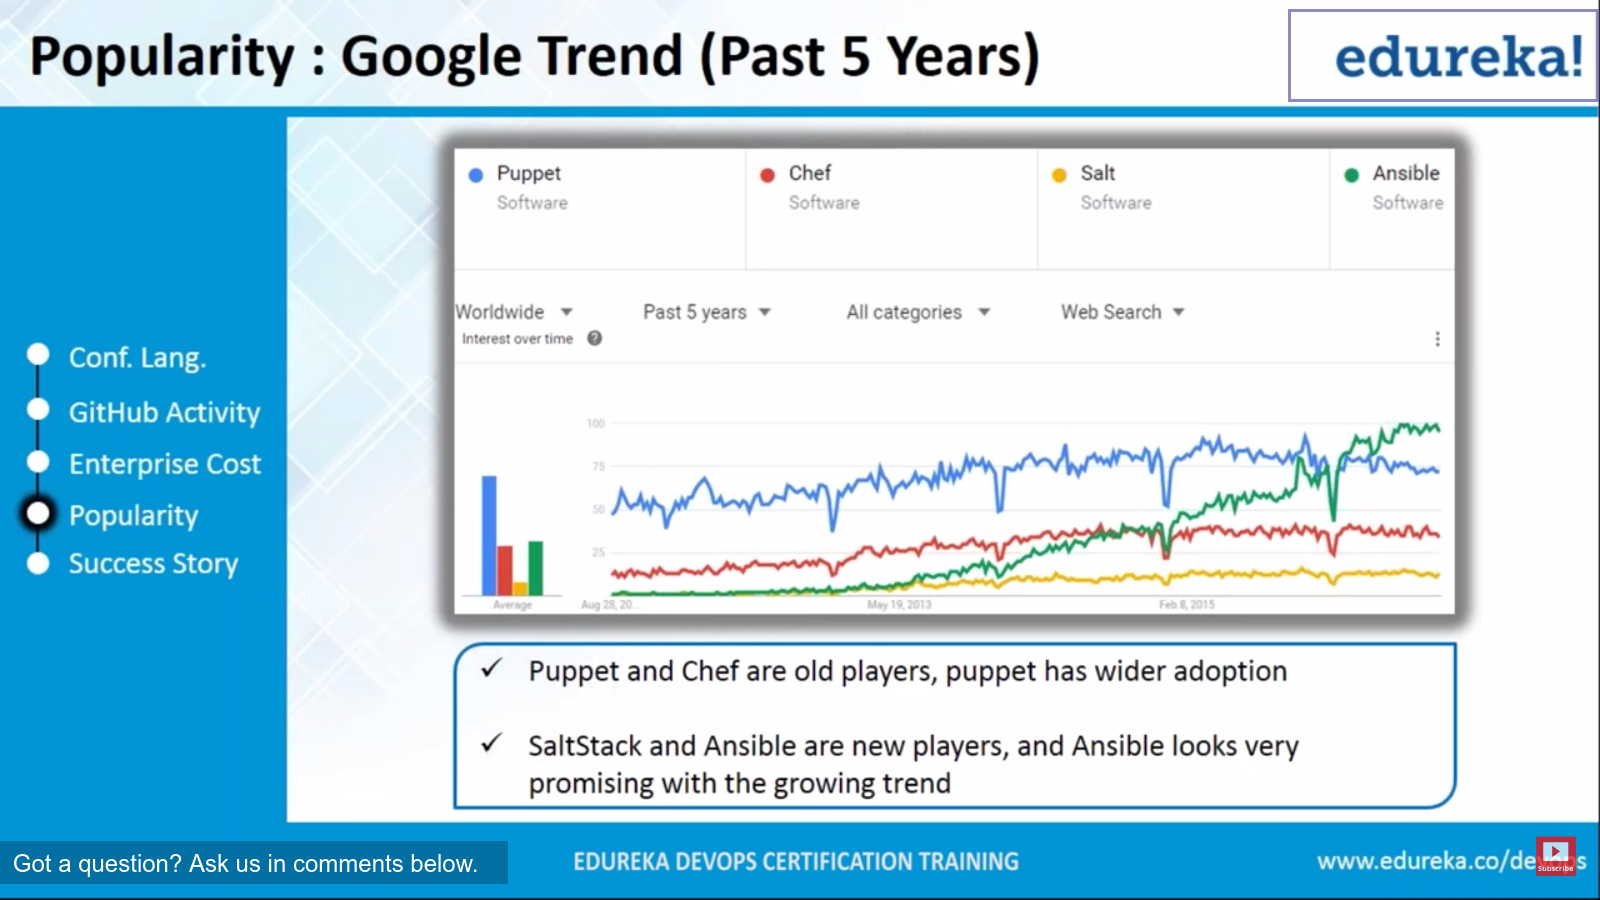 Popularity : Google Trend (Past 5 Years)
edureka!
Conf. Lang.
GitHub Activity
Enterprise Cost
Popularity
Success Story
Puppet
Software
Chef
Software
Salt
Software
Ansible
Software
Worldwide
Past 5 years
All categories
Web Search
Interest over time
100
75
50
25
Average
Aug 28, 20...
May 19, 2013
Feb 8, 2015
Puppet and Chef are old players, puppet has wider adoption
SaltStack and Ansible are new players, and Ansible looks very
promising with the growing trend
Got a question? Ask us in comments below.
EDUREKA DEVOPS CERTIFICATION TRAINING
www.edureka.co/devops
Subscribe